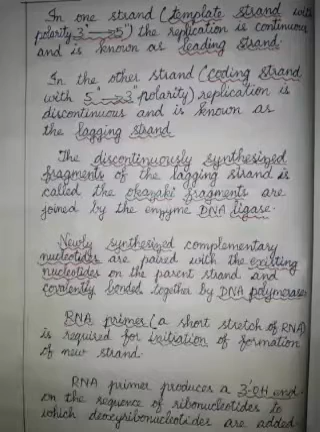 In one strand (template strand with
polarity 3 → 5') the replication is continuous
and is known as leading strand.
In the other strand (coding strand
with 5' → 3' polarity) replication is
discontinuous and is known as
the lagging strand
The discontinuously synthesized
fragments of the lagging strand is
called the okazaki fragments are
joined by the enzyme DNA ligase.
Newly synthesized complementary
nucleotides are paired with the existing
nucleotides on the parent strand and
covalently bonded together by DNA polymerase
RNA primer (a short stretch of RNA)
is required for initiation of formation
of new strand.
RNA primer produces a 3'-OH end
on the sequence of ribonucleotides to
which deoxyribonucleotides are added